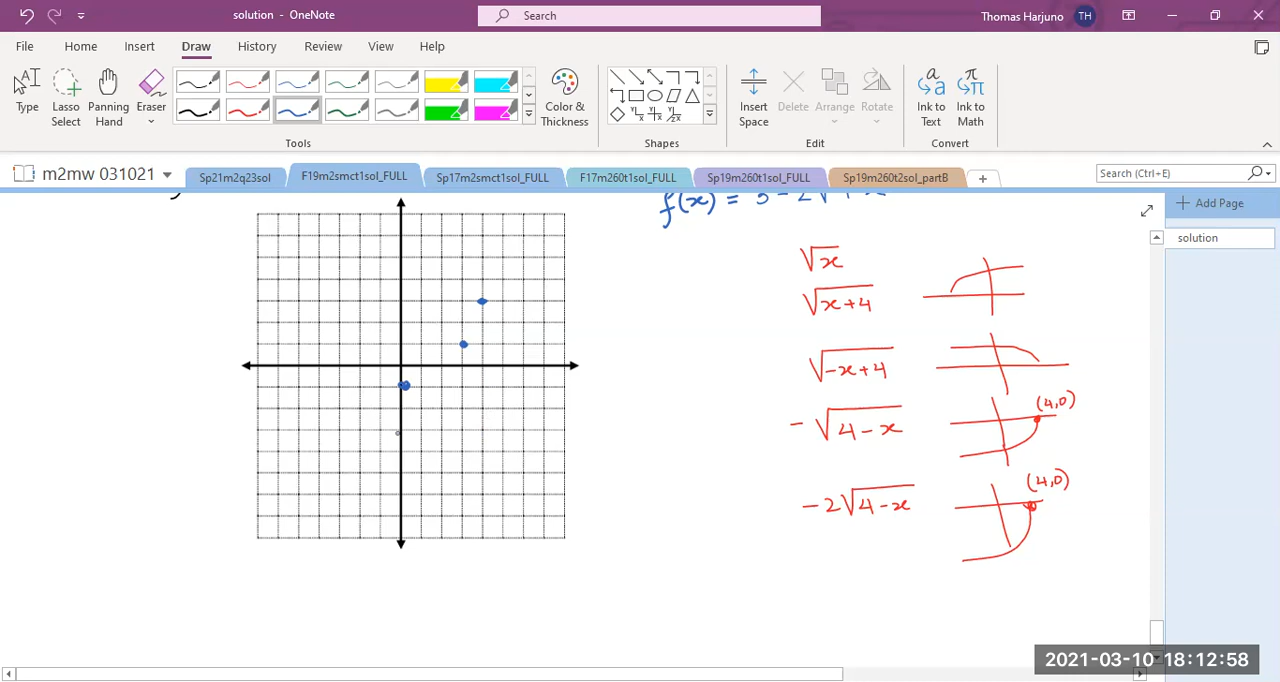 solution - OneNote
Search
Thomas Harjuno TH
File Home Insert Draw History Review View Help
Type
Lasso Select
Panning Hand
Eraser
Color & Thickness
Insert Space
Delete
Arrange
Rotate
Ink to Text
Ink to Math
Tools
Shapes
Edit
Convert
m2mw 031021
Sp21m2q23sol
F19m2smct1sol_FULL
Sp17m2smct1sol_FULL
F17m260t1sol_FULL
Sp19m260t1sol_FULL
Sp19m260t2sol_partB
Search (Ctrl+E)
Add Page
solution
f(x) =
√x
√x+4
√-x+4
-√4-x (4,0)
-2√4-x (4,0)
2021-03-10 18:12:58